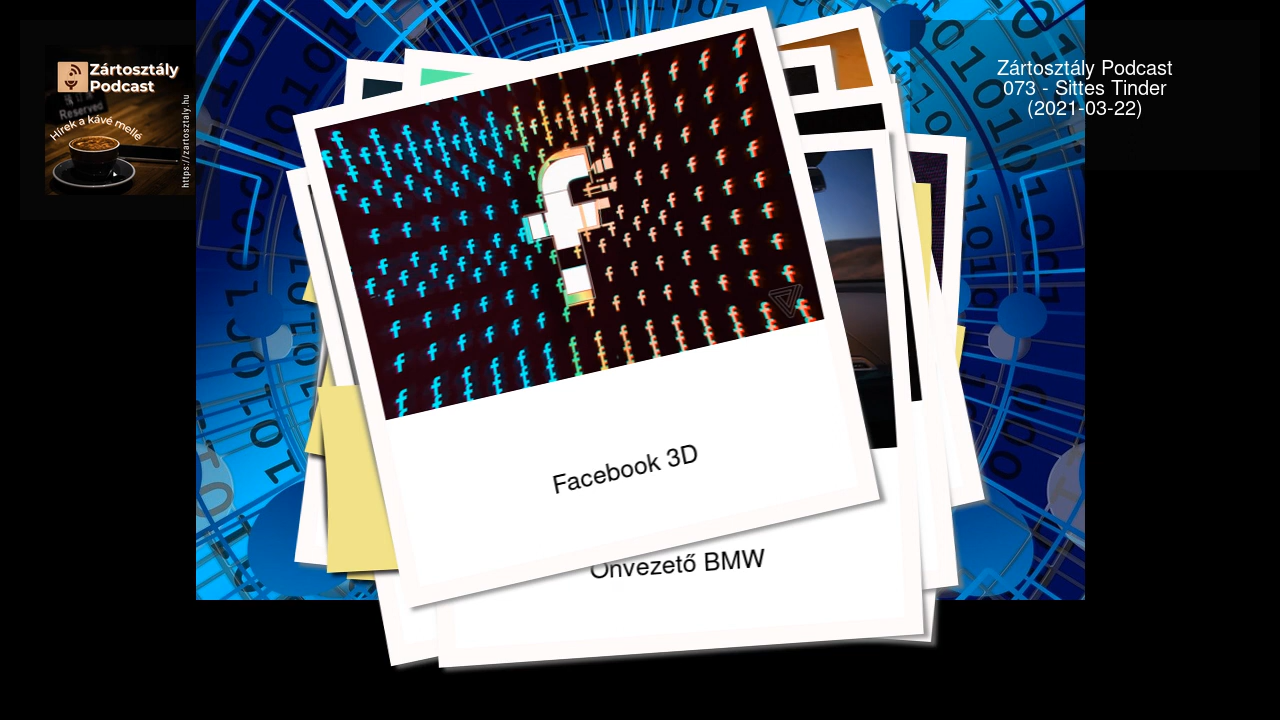 Zártosztály
Podcast
Reserved
Hírek a kávé mellé
https://zartosztaly.hu
Zártosztály Podcast
073 - Sittes Tinder
(2021-03-22)
Facebook 3D
Önvezető BMW